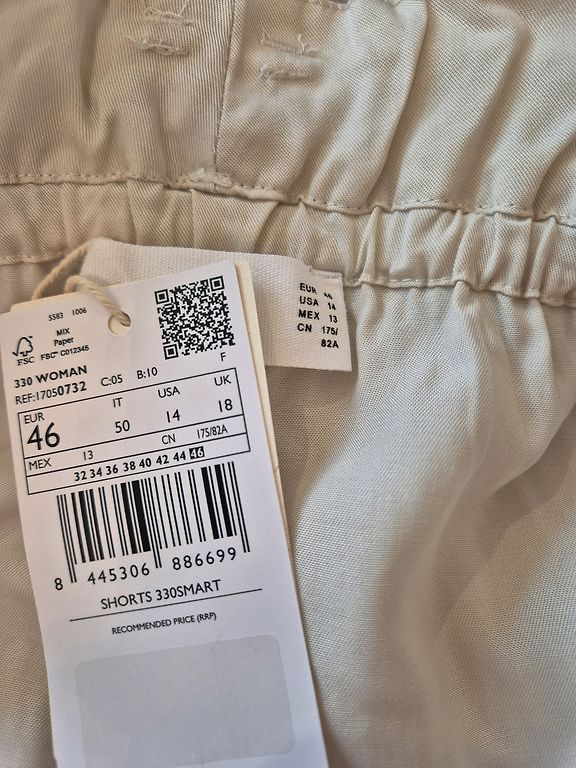 5583 1006
MIX
Paper
FSC FSC™ C012345
330 WOMAN
REF:17050732 C:05 B:10 F
EUR IT USA UK
46 50 14 18
MEX 13 CN 175/82A
32 34 36 38 40 42 44 46
8 445306 886699
SHORTS 330SMART
RECOMMENDED PRICE (RRP)
EUR
USA 14
MEX 13
CN 175/
82A